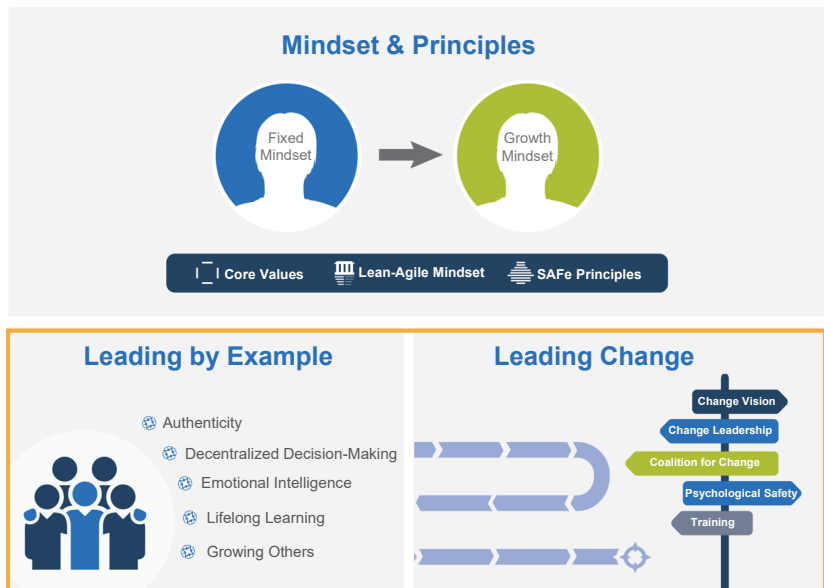 Mindset & Principles
Fixed
Mindset
Growth
Mindset
Core Values
Lean-Agile Mindset
SAFe Principles
Leading by Example
Authenticity
Decentralized Decision-Making
Emotional Intelligence
Lifelong Learning
Growing Others
Leading Change
Change Vision
Change Leadership
Coalition for Change
Psychological Safety
Training